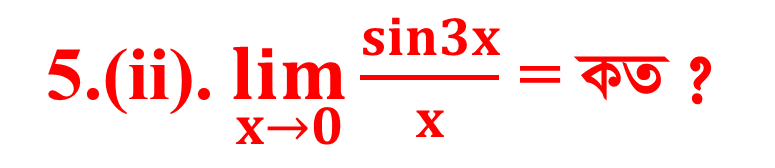 5.(ii). lim x→0 sin3x/x = কত ?